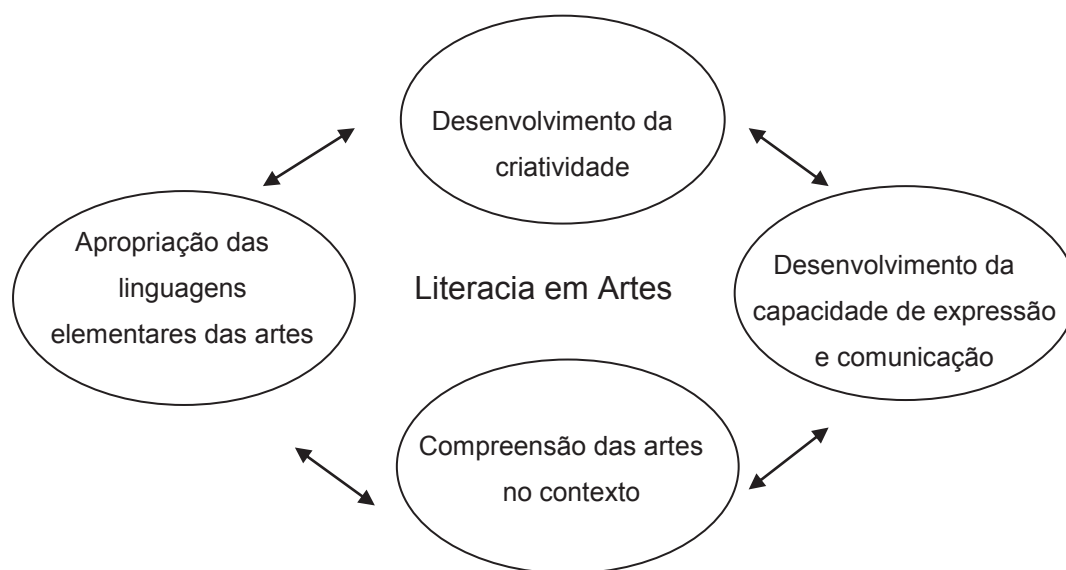 Desenvolvimento da
criatividade
Apropriação das
linguagens
elementares das artes
Literacia em Artes
Desenvolvimento da
capacidade de expressão
e comunicação
Compreensão das artes
no contexto